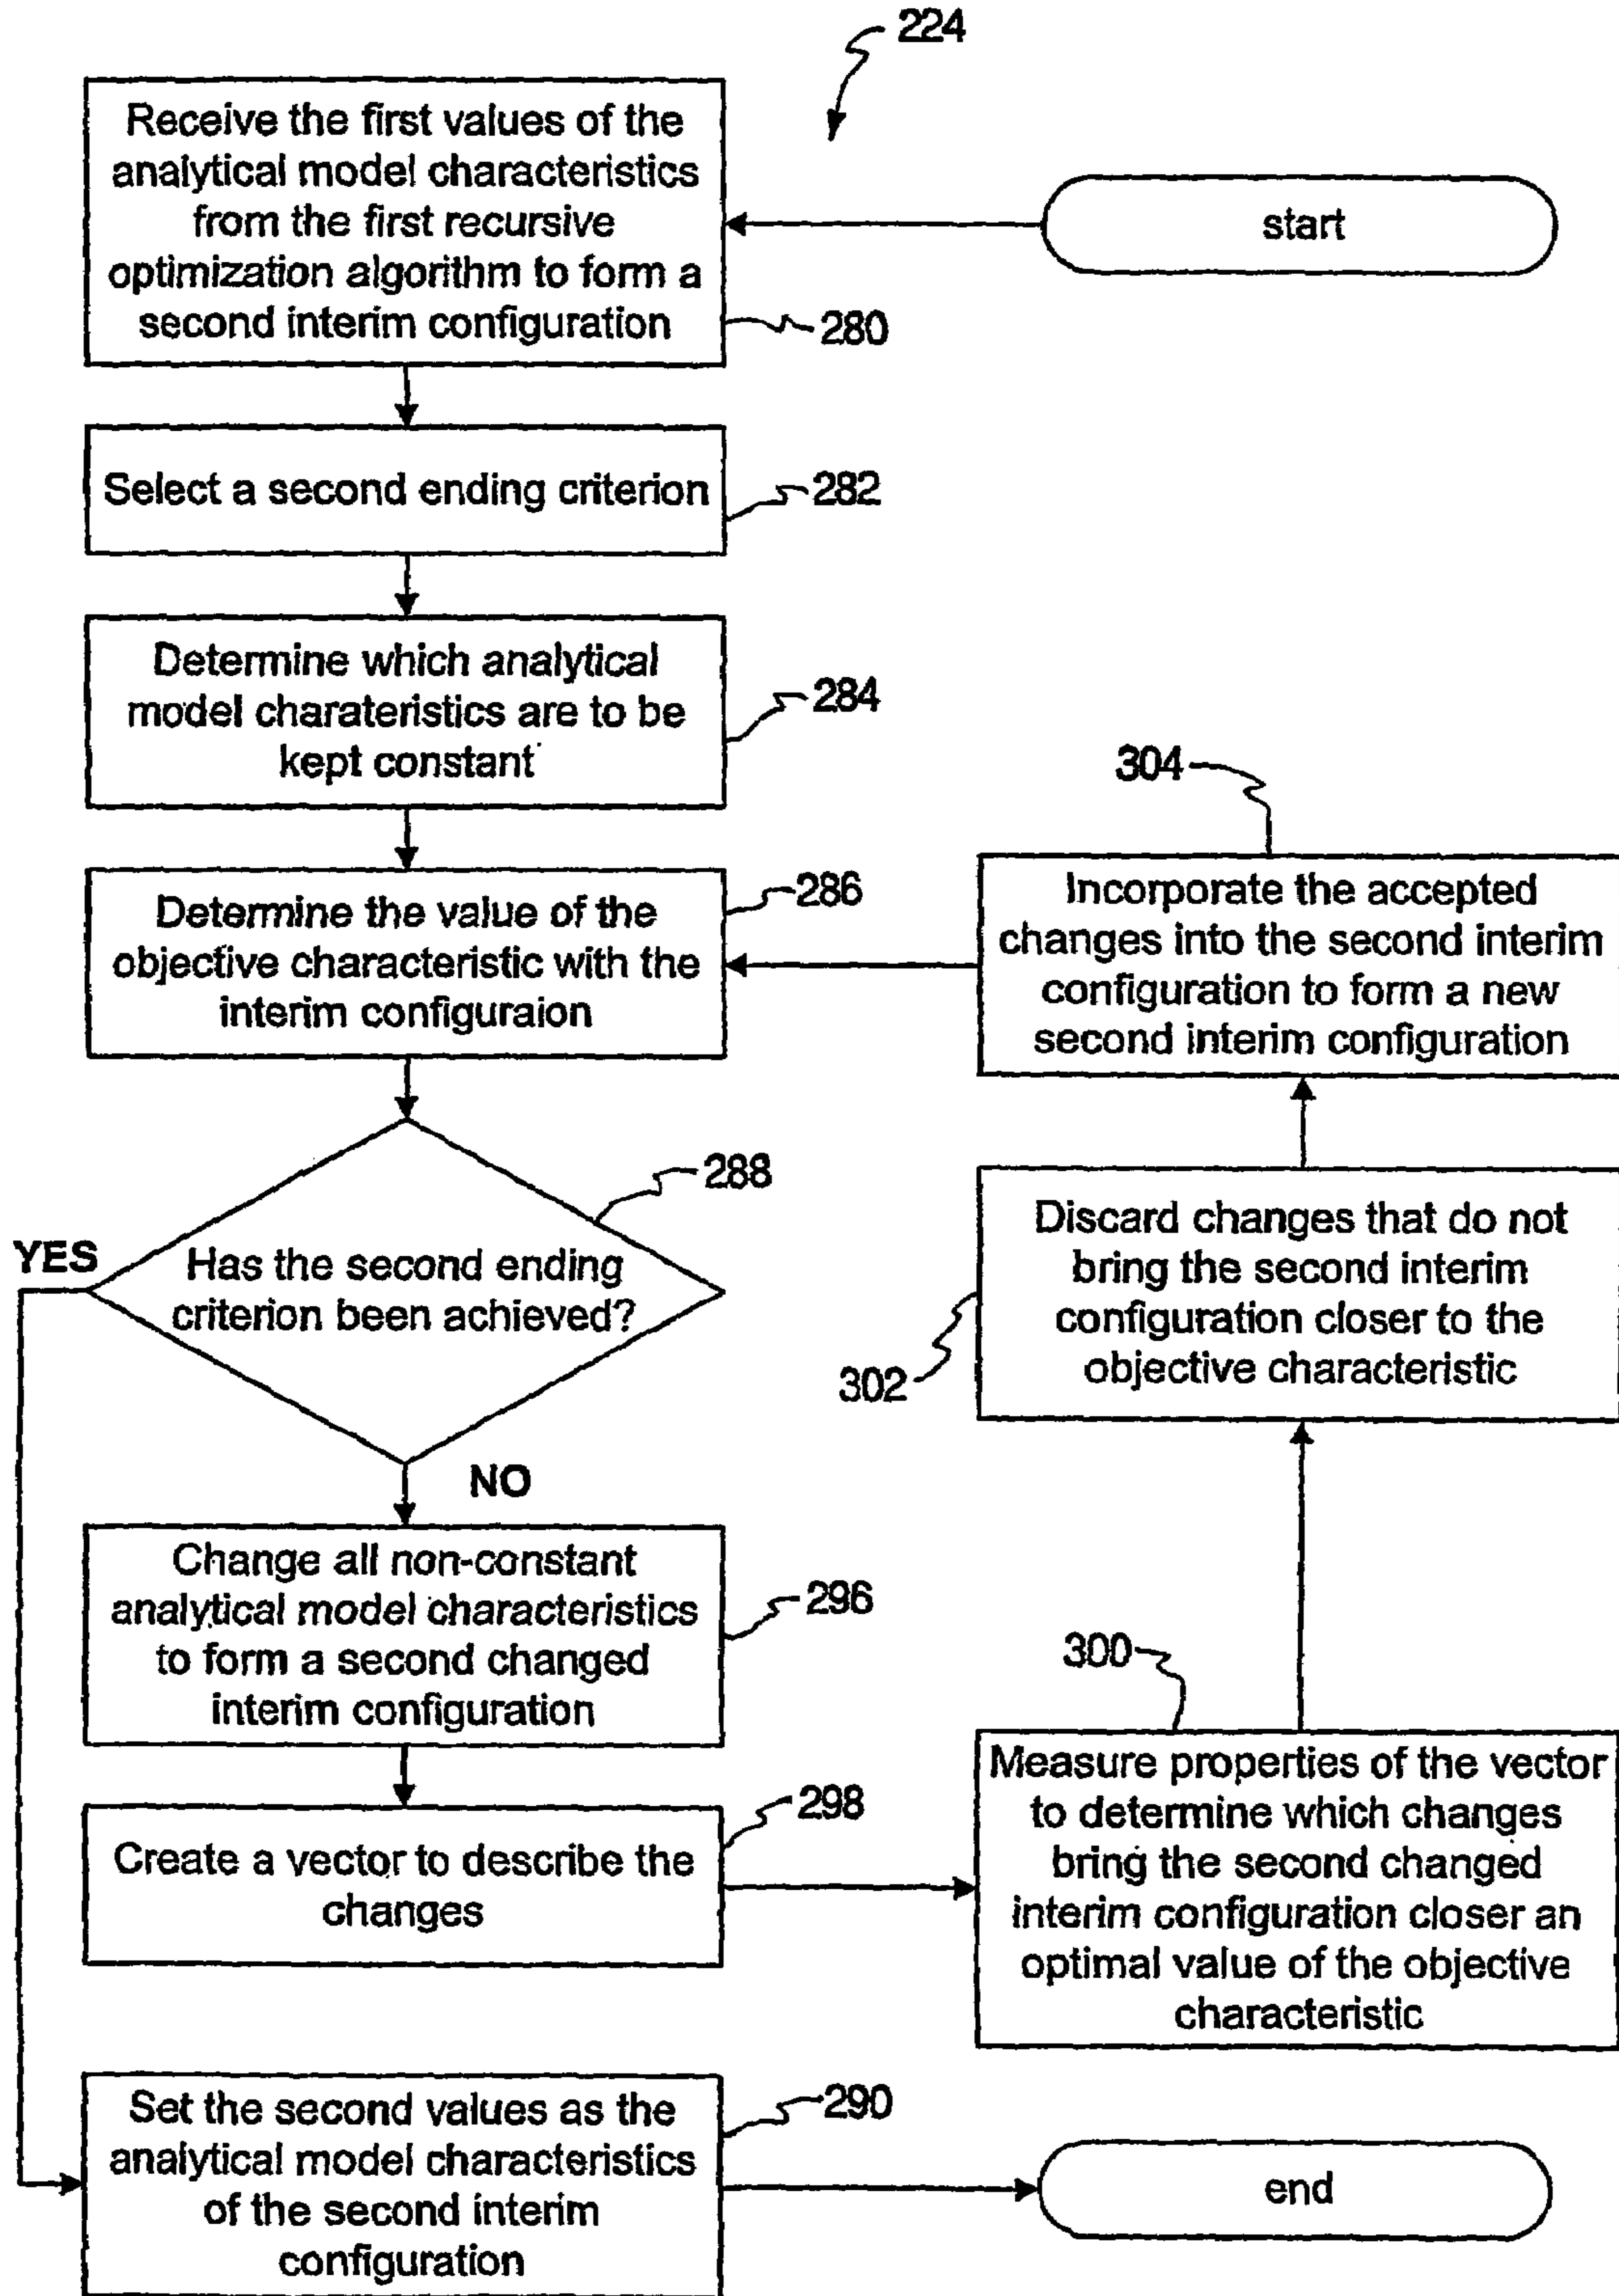 224
Receive the first values of the
analytical model characteristics
from the first recursive
optimization algorithm to form a
second interim configuration
280
start
Select a second ending criterion
282
Determine which analytical
model charateristics are to be
kept constant
284
Determine the value of the
objective characteristic with the
interim configuraion
286
304
Incorporate the accepted
changes into the second interim
configuration to form a new
second interim configuration
288
Has the second ending
criterion been achieved?
YES
NO
Discard changes that do not
bring the second interim
configuration closer to the
objective characteristic
302
Change all non-constant
analytical model characteristics
to form a second changed
interim configuration
296
300
Measure properties of the vector
to determine which changes
bring the second changed
interim configuration closer an
optimal value of the objective
characteristic
Create a vector to describe the
changes
298
Set the second values as the
analytical model characteristics
of the second interim
configuration
290
end